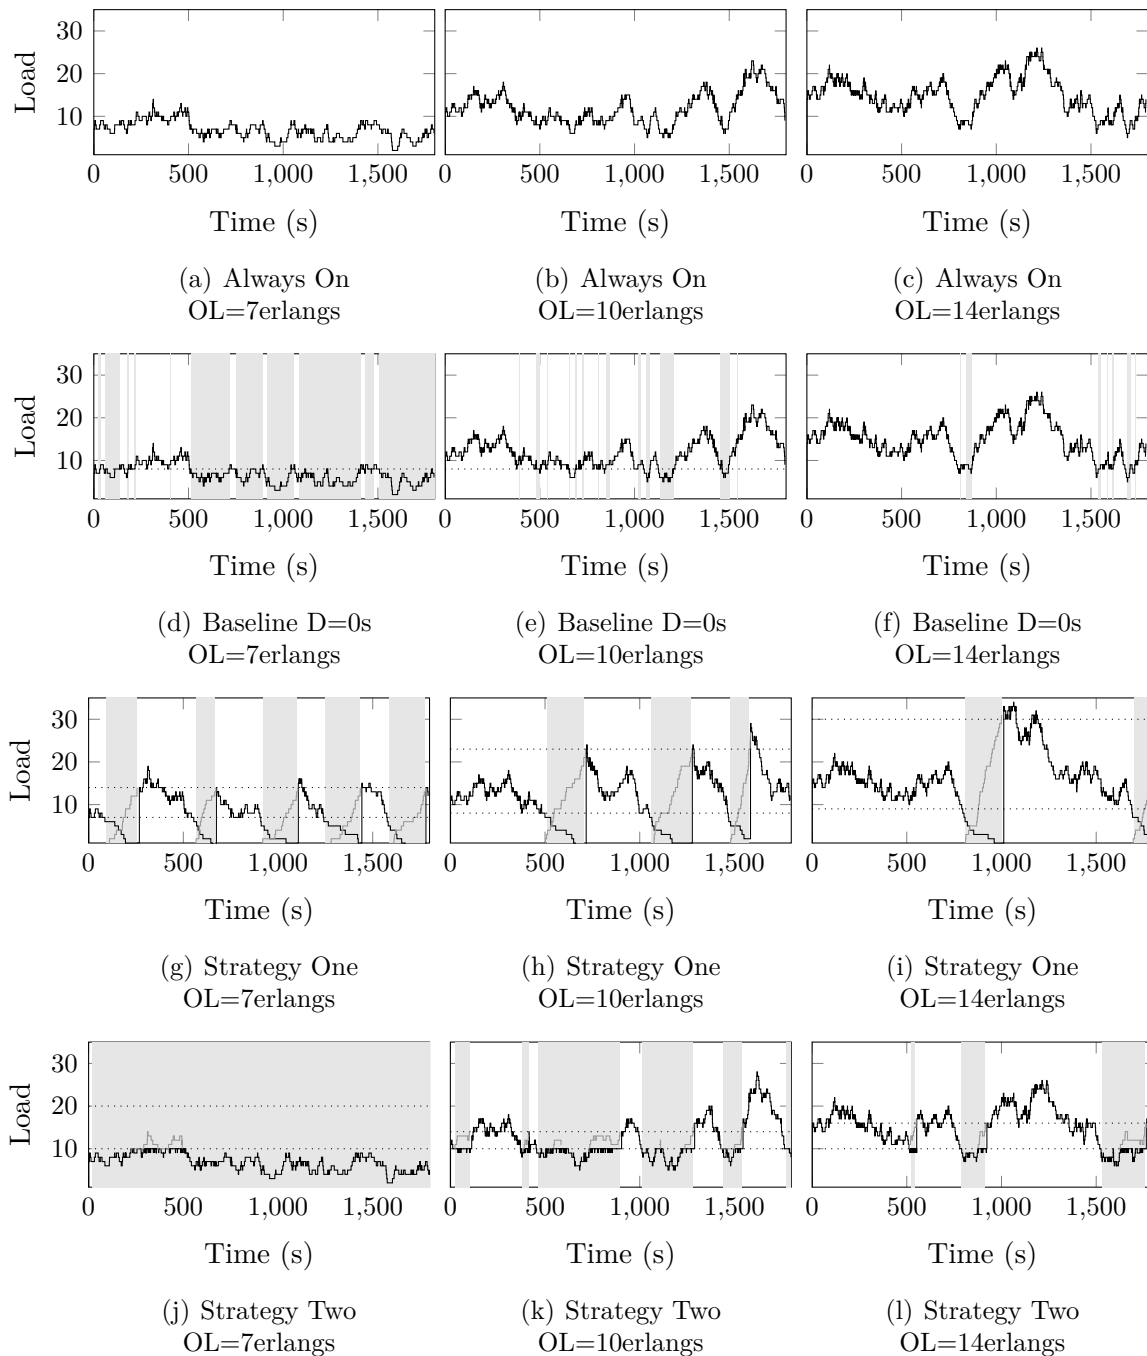 30
20
10
Load
0 500 1,000 1,500 0 500 1,000 1,500 0 500 1,000 1,500
Time (s) Time (s) Time (s)
(a) Always On (b) Always On (c) Always On
OL=7erlangs OL=10erlangs OL=14erlangs
30
20
10
Load
0 500 1,000 1,500 0 500 1,000 1,500 0 500 1,000 1,500
Time (s) Time (s) Time (s)
(d) Baseline D=0s (e) Baseline D=0s (f) Baseline D=0s
OL=7erlangs OL=10erlangs OL=14erlangs
30
20
10
Load
0 500 1,000 1,500 0 500 1,000 1,500 0 500 1,000 1,500
Time (s) Time (s) Time (s)
(g) Strategy One (h) Strategy One (i) Strategy One
OL=7erlangs OL=10erlangs OL=14erlangs
30
20
10
Load
0 500 1,000 1,500 0 500 1,000 1,500 0 500 1,000 1,500
Time (s) Time (s) Time (s)
(j) Strategy Two (k) Strategy Two (l) Strategy Two
OL=7erlangs OL=10erlangs OL=14erlangs